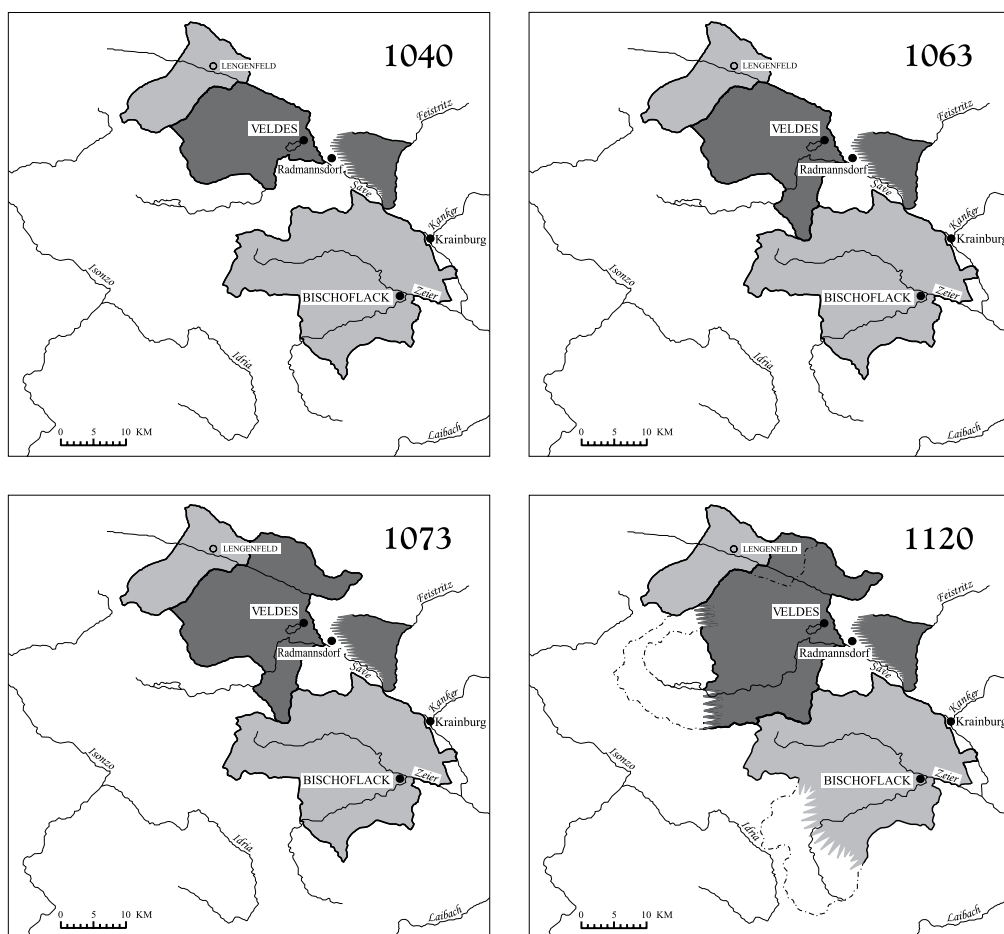 1040
LENGENFELD
Feistritz
VELDES
Radmannsdorf
Save
Kanker
Krainburg
Isonzo
BISCHOFLACK
Zeier
Idria
0 5 10 KM
Laibach
1063
LENGENFELD
Feistritz
VELDES
Radmannsdorf
Save
Kanker
Krainburg
Isonzo
BISCHOFLACK
Zeier
Idria
0 5 10 KM
Laibach
1073
LENGENFELD
Feistritz
VELDES
Radmannsdorf
Save
Kanker
Krainburg
Isonzo
BISCHOFLACK
Zeier
Idria
0 5 10 KM
Laibach
1120
LENGENFELD
Feistritz
VELDES
Radmannsdorf
Save
Kanker
Krainburg
Isonzo
BISCHOFLACK
Zeier
Idria
0 5 10 KM
Laibach